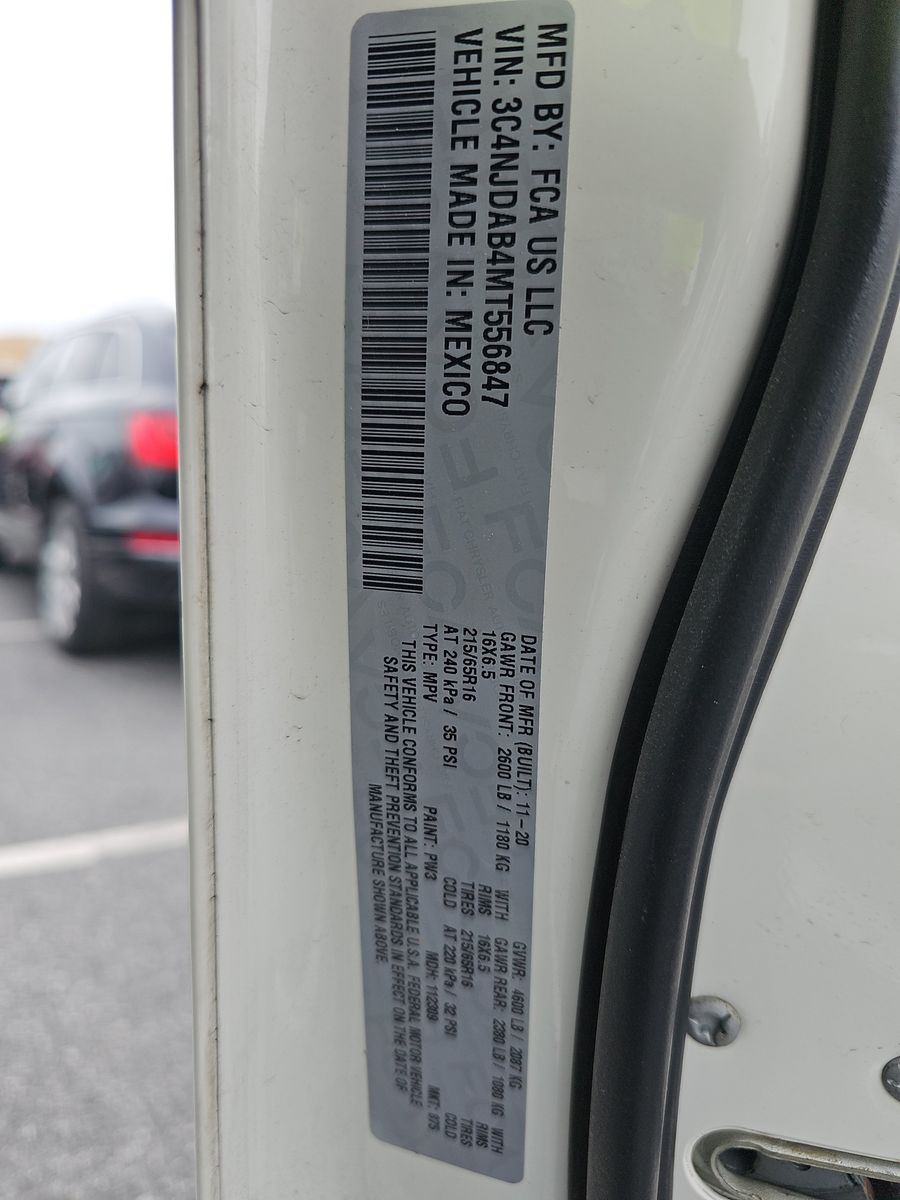 MFD BY: FCA US LLC
VIN: 3C4NJDAB4MT556847
VEHICLE MADE IN: MEXICO
DATE OF MFR (BUILT): 11-20 GVWR: 4600 LB / 2087 KG
GAWR FRONT: 2600 LB / 1180 KG WITH GAWR REAR: 2380 LB / 1080 KG WITH
16X6.5 RIMS 16X6.5 RIMS
215/65R16 TIRES 215/65R16 TIRES
AT 240 kPa / 35 PSI COLD AT 220 kPa / 32 PSI COLD
TYPE: MPV PAINT: PW3 MDH: 112309 MKT: 875
THIS VEHICLE CONFORMS TO ALL APPLICABLE U.S.A. FEDERAL MOTOR VEHICLE
SAFETY AND THEFT PREVENTION STANDARDS IN EFFECT ON THE DATE OF
MANUFACTURE SHOWN ABOVE.